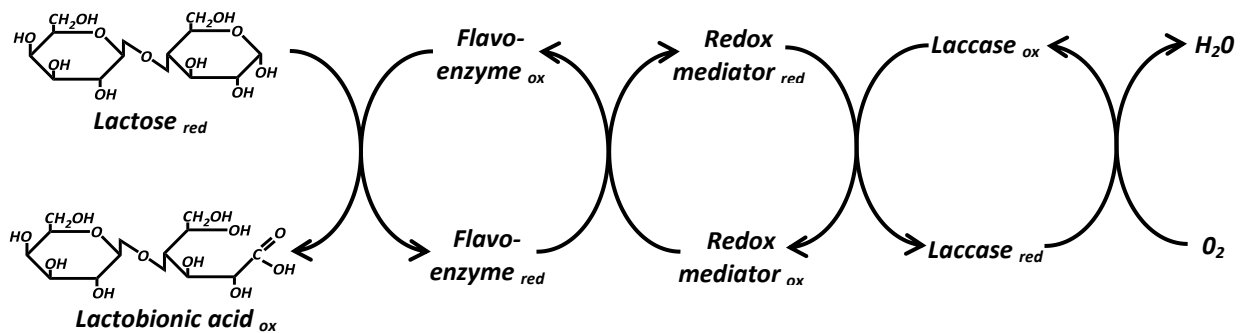 CH₂OH
HO
O
OH
OH
O
CH₂OH
O
OH
OH
OH
Lactose red
Flavo-
enzyme ox
Redox
mediator red
Laccase ox
H₂0
CH₂OH
HO
O
OH
OH
O
CH₂OH
OH
O
C
OH
OH
OH
Lactobionic acid ox
Flavo-
enzyme red
Redox
mediator ox
Laccase red
0₂